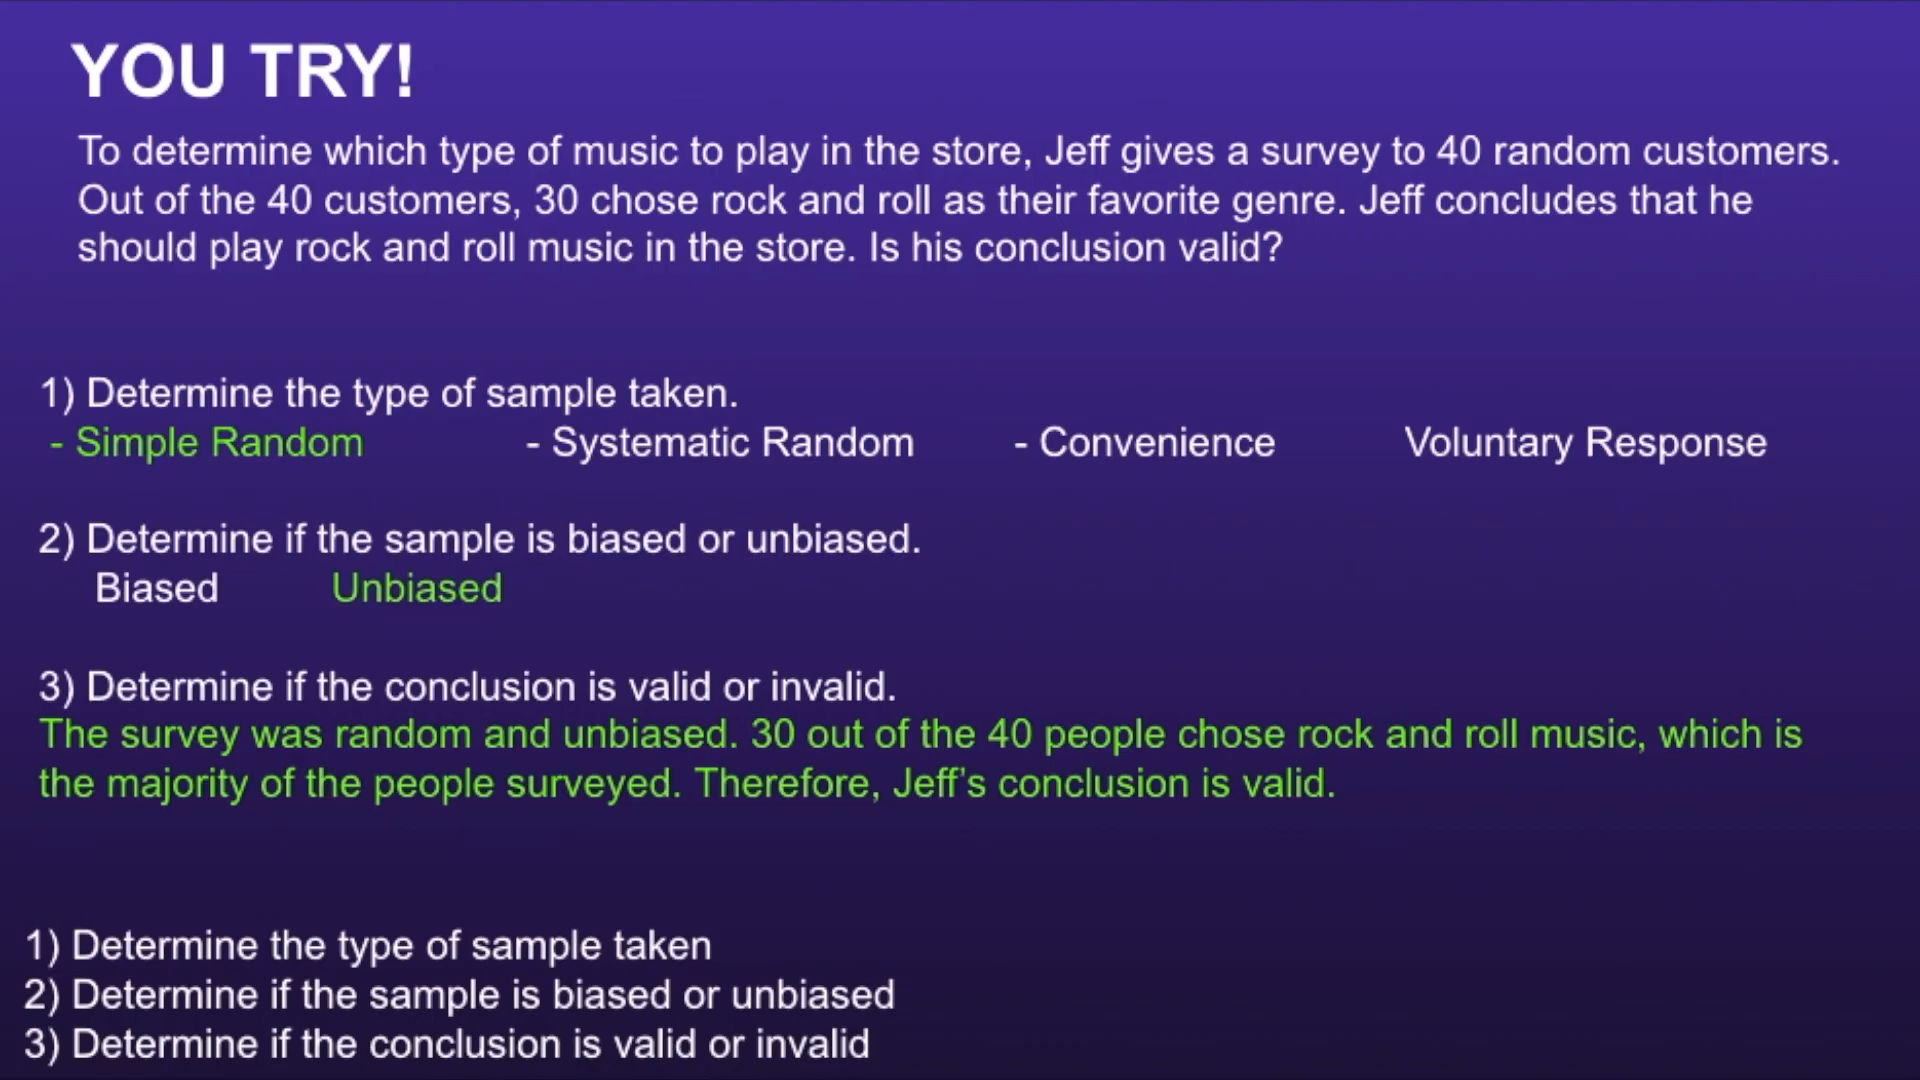 YOU TRY!
To determine which type of music to play in the store, Jeff gives a survey to 40 random customers.
Out of the 40 customers, 30 chose rock and roll as their favorite genre. Jeff concludes that he
should play rock and roll music in the store. Is his conclusion valid?
1) Determine the type of sample taken.
- Simple Random - Systematic Random - Convenience Voluntary Response
2) Determine if the sample is biased or unbiased.
Biased Unbiased
3) Determine if the conclusion is valid or invalid.
The survey was random and unbiased. 30 out of the 40 people chose rock and roll music, which is
the majority of the people surveyed. Therefore, Jeff’s conclusion is valid.
1) Determine the type of sample taken
2) Determine if the sample is biased or unbiased
3) Determine if the conclusion is valid or invalid